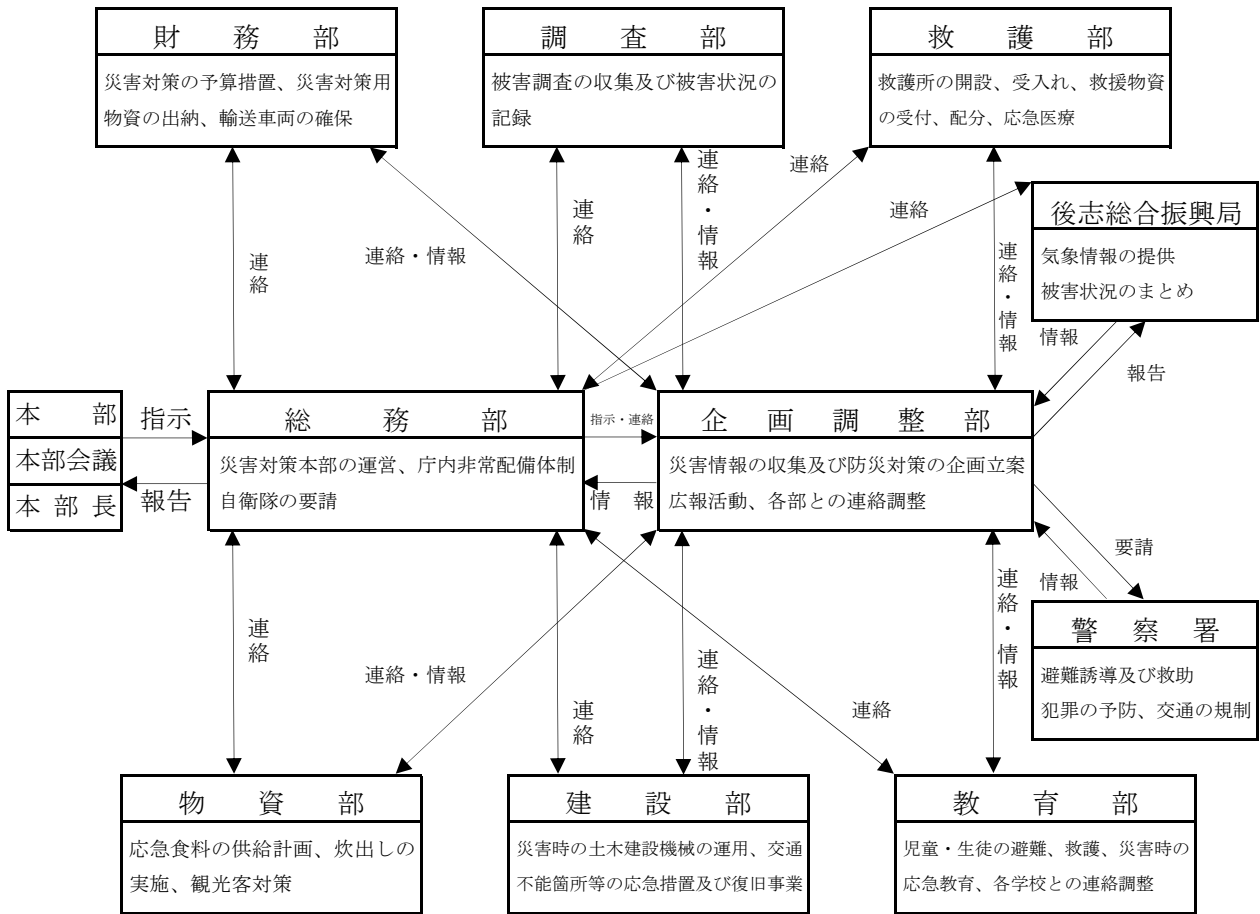 財務部
災害対策の予算措置、災害対策用
物資の出納、輸送車両の確保
調査部
被害調査の収集及び被害状況の
記録
救護部
救護所の開設、受入れ、救援物資
の受付、配分、応急医療
後志総合振興局
気象情報の提供
被害状況のまとめ
連絡
連絡・情報
連絡
連絡・情報
連絡
連絡
連絡・情報
情報
報告
本部
本部会議
本部長
指示
報告
総務部
災害対策本部の運営、庁内非常配備体制
自衛隊の要請
指示・連絡
情報
企画調整部
災害情報の収集及び防災対策の企画立案
広報活動、各部との連絡調整
要請
情報
警察署
避難誘導及び救助
犯罪の予防、交通の規制
連絡
連絡・情報
連絡
連絡・情報
連絡
連絡・情報
物資部
応急食料の供給計画、炊出しの
実施、観光客対策
建設部
災害時の土木建設機械の運用、交通
不能箇所等の応急措置及び復旧事業
教育部
児童・生徒の避難、救護、災害時の
応急教育、各学校との連絡調整